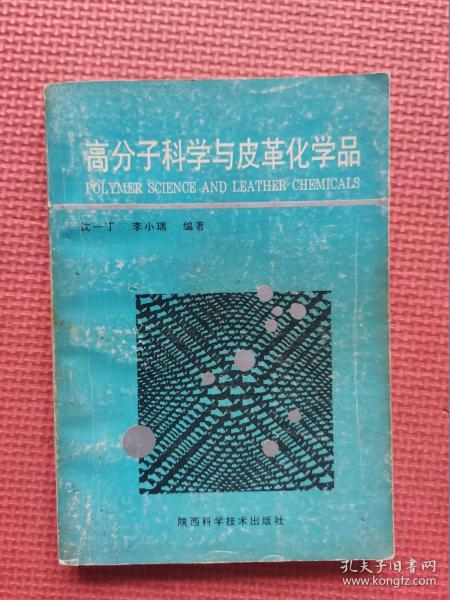 高分子科学与皮革化学品
POLYMER SCIENCE AND LEATHER CHEMICALS
沈一丁 李小瑞 编著
陕西科学技术出版社
孔夫子旧书网
www.kongfz.com